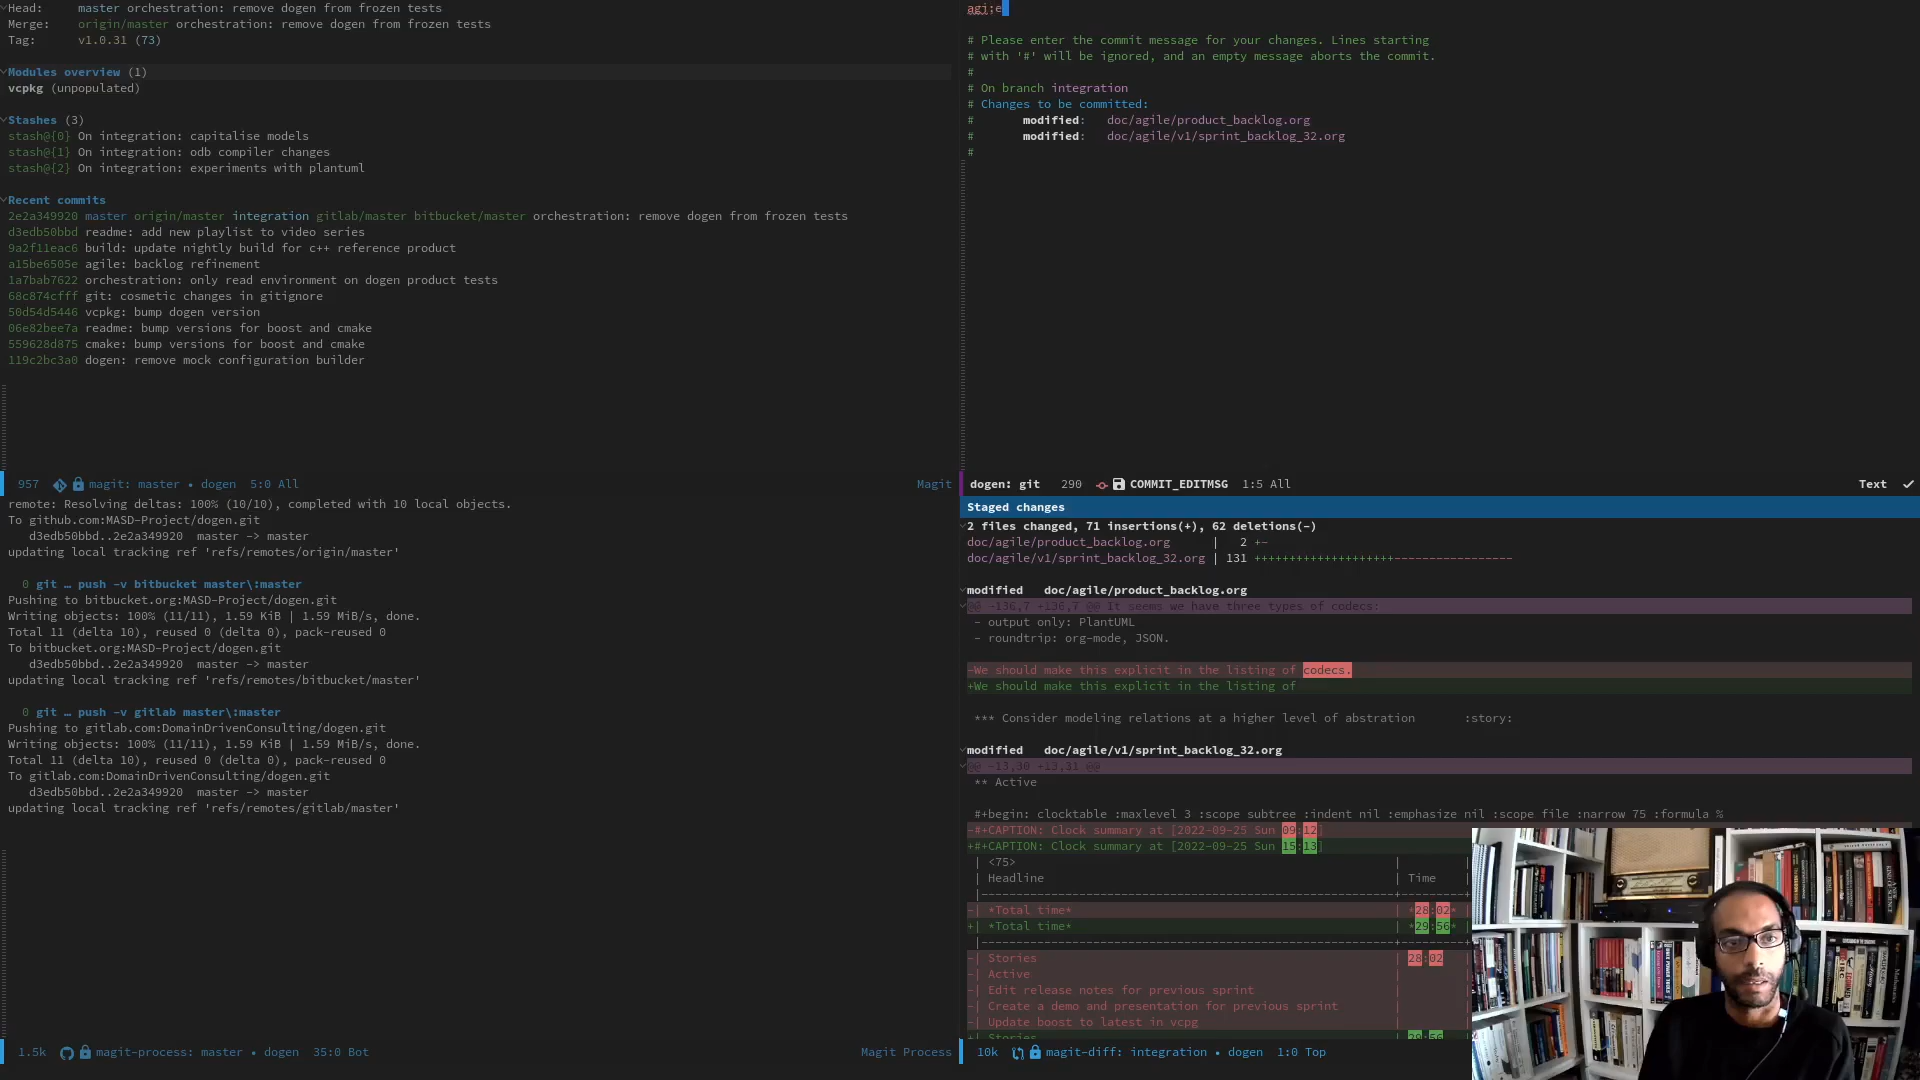 Head:     master orchestration: remove dogen from frozen tests
Merge:    origin/master orchestration: remove dogen from frozen tests
Tag:      v1.0.31 (73)
Modules overview (1)
vcpkg (unpopulated)
Stashes (3)
stash@{0} On integration: capitalise models
stash@{1} On integration: odb compiler changes
stash@{2} On integration: experiments with plantuml
Recent commits
2e2a349920 master origin/master integration gitlab/master bitbucket/master orchestration: remove dogen from frozen tests
d3edb50bbd readme: add new playlist to video series
9a2f11eac6 build: update nightly build for c++ reference product
a15be6505e agile: backlog refinement
1a7bab7622 orchestration: only read environment on dogen product tests
68c874cfff git: cosmetic changes in gitignore
50d54d5446 vcpkg: bump dogen version
06e82bee7a readme: bump versions for boost and cmake
559628d875 cmake: bump versions for boost and cmake
119c2bc3a0 dogen: remove mock configuration builder
957 magit: master • dogen 5:0 All Magit
remote: Resolving deltas: 100% (10/10), completed with 10 local objects.
To github.com:MASD-Project/dogen.git
   d3edb50bbd..2e2a349920  master -> master
updating local tracking ref 'refs/remotes/origin/master'
  0 git … push -v bitbucket master\:master
Pushing to bitbucket.org:MASD-Project/dogen.git
Writing objects: 100% (11/11), 1.59 KiB | 1.59 MiB/s, done.
Total 11 (delta 10), reused 0 (delta 0), pack-reused 0
To bitbucket.org:MASD-Project/dogen.git
   d3edb50bbd..2e2a349920  master -> master
updating local tracking ref 'refs/remotes/bitbucket/master'
  0 git … push -v gitlab master\:master
Pushing to gitlab.com:DomainDrivenConsulting/dogen.git
Writing objects: 100% (11/11), 1.59 KiB | 1.59 MiB/s, done.
Total 11 (delta 10), reused 0 (delta 0), pack-reused 0
To gitlab.com:DomainDrivenConsulting/dogen.git
   d3edb50bbd..2e2a349920  master -> master
updating local tracking ref 'refs/remotes/gitlab/master'
1.5k magit-process: master • dogen 35:0 Bot Magit Process
agi;e
# Please enter the commit message for your changes. Lines starting
# with '#' will be ignored, and an empty message aborts the commit.
#
# On branch integration
# Changes to be committed:
#       modified:   doc/agile/product_backlog.org
#       modified:   doc/agile/v1/sprint_backlog_32.org
#
dogen: git 290 COMMIT_EDITMSG 1:5 All Text
Staged changes
2 files changed, 71 insertions(+), 62 deletions(-)
doc/agile/product_backlog.org      |   2 +-
doc/agile/v1/sprint_backlog_32.org | 131 ++++++++++++++++++++-----------------
modified   doc/agile/product_backlog.org
@@ -136,7 +136,7 @@ It seems we have three types of codecs:
 - output only: PlantUML
 - roundtrip: org-mode, JSON.
-We should make this explicit in the listing of codecs.
+We should make this explicit in the listing of
 *** Consider modeling relations at a higher level of abstration       :story:
modified   doc/agile/v1/sprint_backlog_32.org
@@ -13,30 +13,31 @@
 ** Active
 #+begin: clocktable :maxlevel 3 :scope subtree :indent nil :emphasize nil :scope file :narrow 75 :formula %
-#+CAPTION: Clock summary at [2022-09-25 Sun 09:12]
+#+CAPTION: Clock summary at [2022-09-25 Sun 15:13]
 | <75> |
 | Headline | Time |
-| *Total time* | *28:02* |
+| *Total time* | *29:56* |
-| Stories | 28:02
-| Active
-| Edit release notes for previous sprint
-| Create a demo and presentation for previous sprint
-| Update boost to latest in vcpg
+| Stories | 29:56
10k magit-diff: integration • dogen 1:0 Top